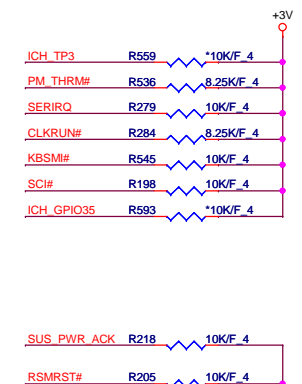 +3V
ICH_TP3 R559 *10K/F_4
PM_THRM# R536 8.25K/F_4
SERIRQ R279 10K/F_4
CLKRUN# R284 8.25K/F_4
KBSMI# R545 10K/F_4
SCI# R198 10K/F_4
ICH_GPIO35 R593 *10K/F_4
SUS_PWR_ACK R218 10K/F_4
RSMRST# R205 10K/F_4